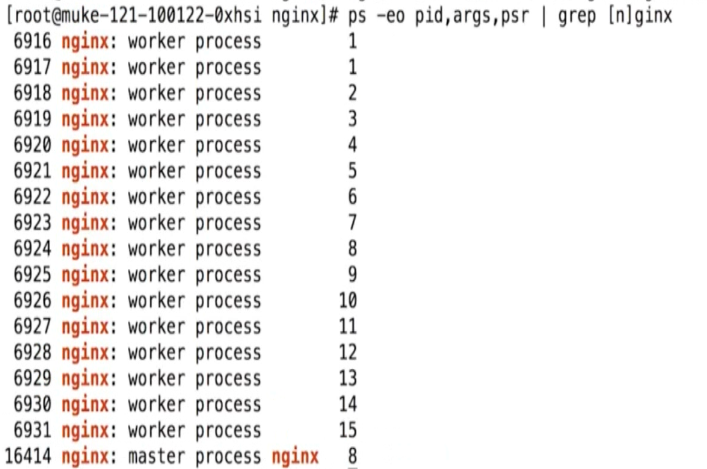 [root@muke-121-100122-0xhsi nginx]# ps -eo pid,args,psr | grep [n]ginx
6916 nginx: worker process 1
6917 nginx: worker process 1
6918 nginx: worker process 2
6919 nginx: worker process 3
6920 nginx: worker process 4
6921 nginx: worker process 5
6922 nginx: worker process 6
6923 nginx: worker process 7
6924 nginx: worker process 8
6925 nginx: worker process 9
6926 nginx: worker process 10
6927 nginx: worker process 11
6928 nginx: worker process 12
6929 nginx: worker process 13
6930 nginx: worker process 14
6931 nginx: worker process 15
16414 nginx: master process nginx 8